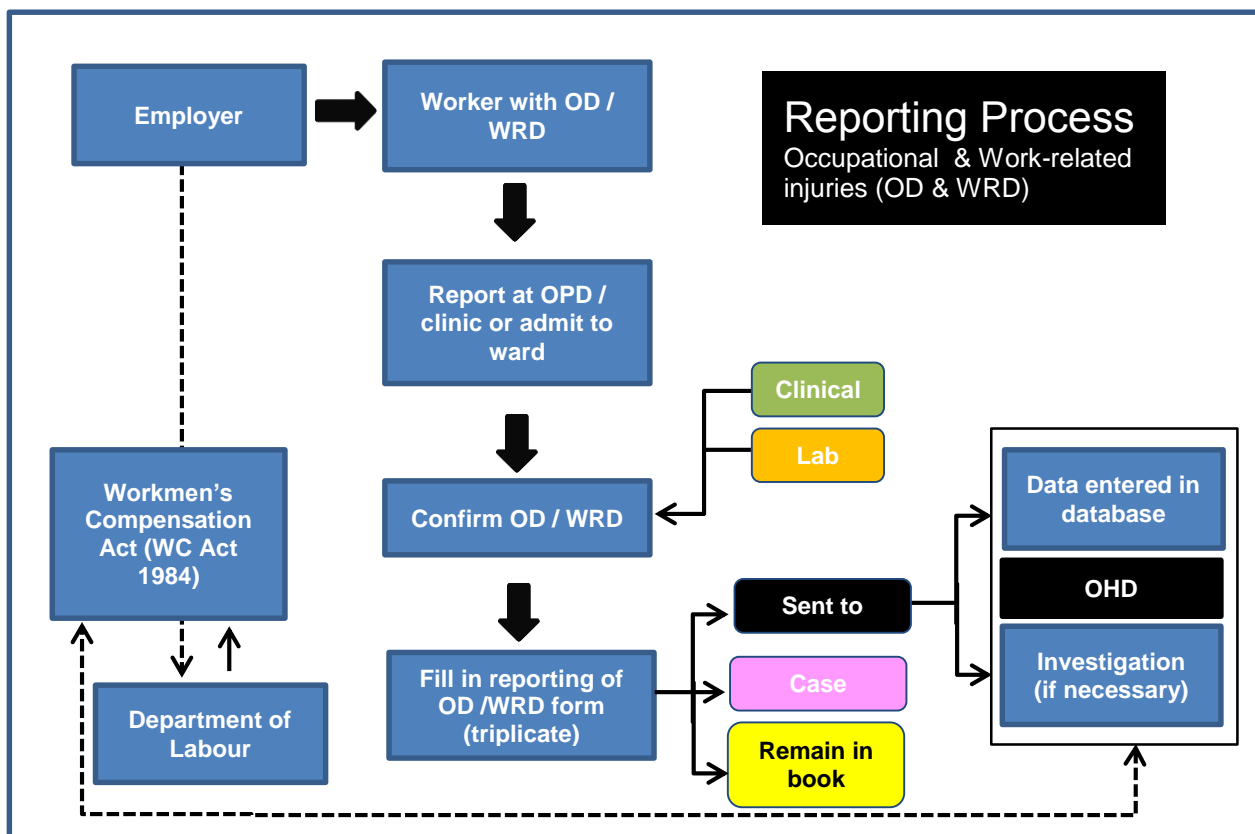 Employer
Worker with OD /
WRD
Reporting Process
Occupational & Work-related
injuries (OD & WRD)
Report at OPD /
clinic or admit to
ward
Clinical
Lab
Workmen's
Compensation
Act (WC Act
1984)
Confirm OD / WRD
Data entered in
database
Sent to
OHD
Fill in reporting of
OD /WRD form
(triplicate)
Case
Investigation
(if necessary)
Department of
Labour
Remain in
book